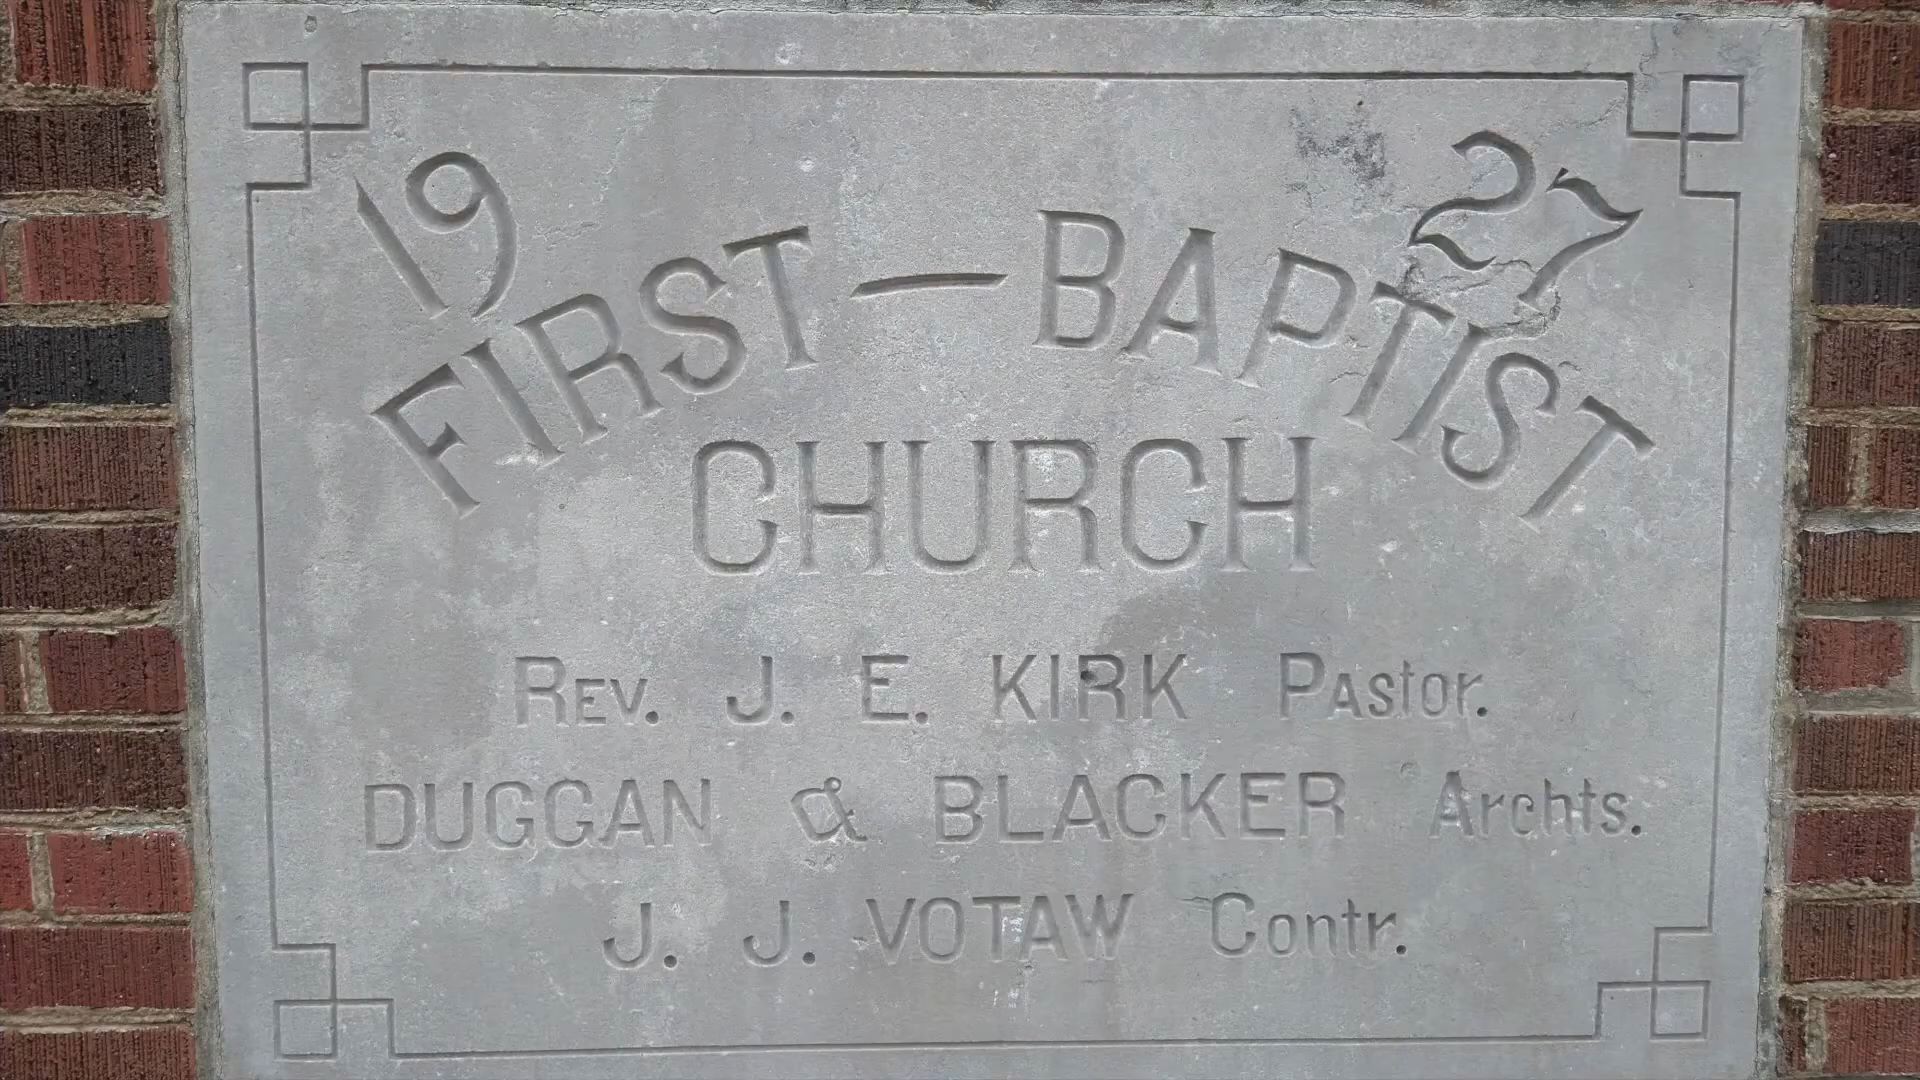 19 27
FIRST — BAPTIST
CHURCH
REV. J. E. KIRK PAstor.
DUGGAN & BLACKER Archts.
J. J. VOTAW Contr.